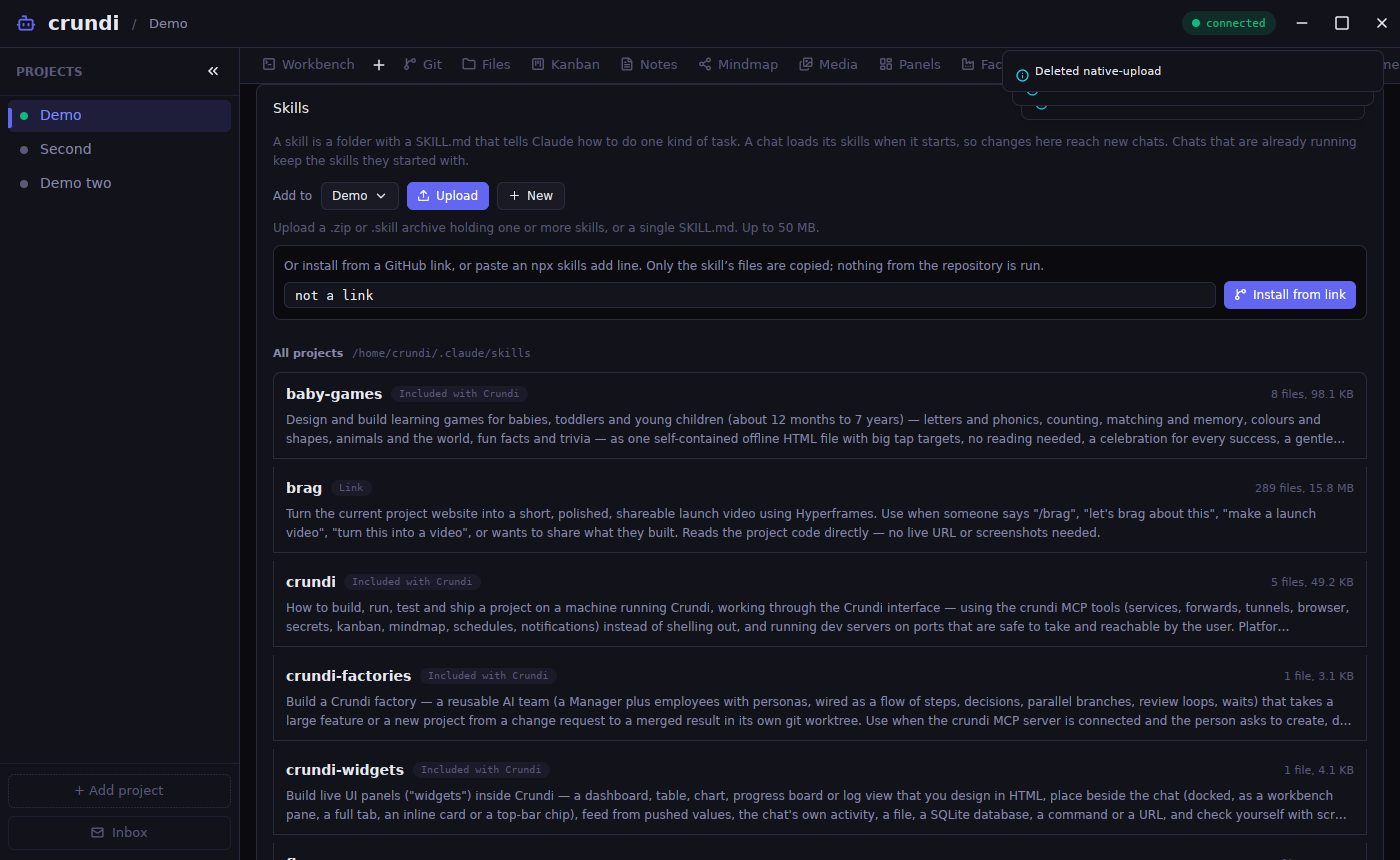 crundi / Demo
connected
PROJECTS
Workbench
Git
Files
Kanban
Notes
Mindmap
Media
Panels
Deleted native-upload
Demo
Second
Demo two
Skills
A skill is a folder with a SKILL.md that tells Claude how to do one kind of task. A chat loads its skills when it starts, so changes here reach new chats. Chats that are already running
keep the skills they started with.
Add to Demo Upload + New
Upload a .zip or .skill archive holding one or more skills, or a single SKILL.md. Up to 50 MB.
Or install from a GitHub link, or paste an npx skills add line. Only the skill’s files are copied; nothing from the repository is run.
not a link
Install from link
All projects /home/crundi/.claude/skills
baby-games Included with Crundi 8 files, 98.1 KB
Design and build learning games for babies, toddlers and young children (about 12 months to 7 years) — letters and phonics, counting, matching and memory, colours and
shapes, animals and the world, fun facts and trivia — as one self-contained offline HTML file with big tap targets, no reading needed, a celebration for every success, a gentle…
brag Link 289 files, 15.8 MB
Turn the current project website into a short, polished, shareable launch video using Hyperframes. Use when someone says "/brag", "let's brag about this", "make a launch
video", "turn this into a video", or wants to share what they built. Reads the project code directly — no live URL or screenshots needed.
crundi Included with Crundi 5 files, 49.2 KB
How to build, run, test and ship a project on a machine running Crundi, working through the Crundi interface — using the crundi MCP tools (services, forwards, tunnels, browser,
secrets, kanban, mindmap, schedules, notifications) instead of shelling out, and running dev servers on ports that are safe to take and reachable by the user. Platfor…
crundi-factories Included with Crundi 1 file, 3.1 KB
Build a Crundi factory — a reusable AI team (a Manager plus employees with personas, wired as a flow of steps, decisions, parallel branches, review loops, waits) that takes a
large feature or a new project from a change request to a merged result in its own git worktree. Use when the crundi MCP server is connected and the person asks to create, d…
crundi-widgets Included with Crundi 1 file, 4.1 KB
Build live UI panels ("widgets") inside Crundi — a dashboard, table, chart, progress board or log view that you design in HTML, place beside the chat (docked, as a workbench
pane, a full tab, an inline card or a top-bar chip), feed from pushed values, the chat's own activity, a file, a SQLite database, a command or a URL, and check yourself with scr…
+ Add project
Inbox